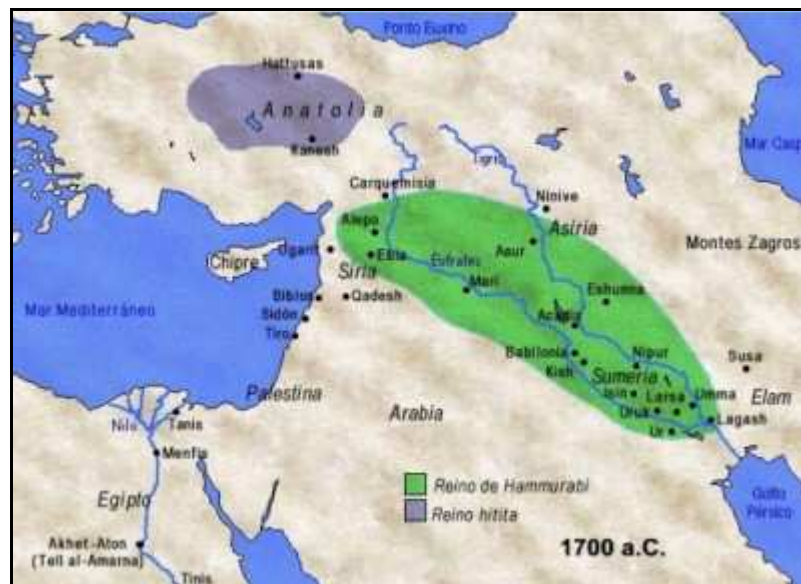 Ponto Euxino
Hattusas
Anatolia
Kanesh
Mar Casp
Tigris
Carquemisia
Ninive
Alepo
Asiria
Montes Zagros
Asur
Ugarit
Ebla
Chipre
Siria
Eufrates
Mari
Eshunna
Biblos
Qadesh
Mar Mediterráneo
Sidón
Acadia
Tiro
Babilonia
Nipur
Susa
Kish
Sumeria
Palestina
Isin
Larsa
Umma
Elam
Arabia
Uruk
Lagash
Nilo
Tanis
Ur
Menfis
Golfo
Pérsico
Reino de Hammurabi
Egipto
Reino hitita
Akhet-Aton
(Tell al-Amarna)
1700 a.C.
Tinis